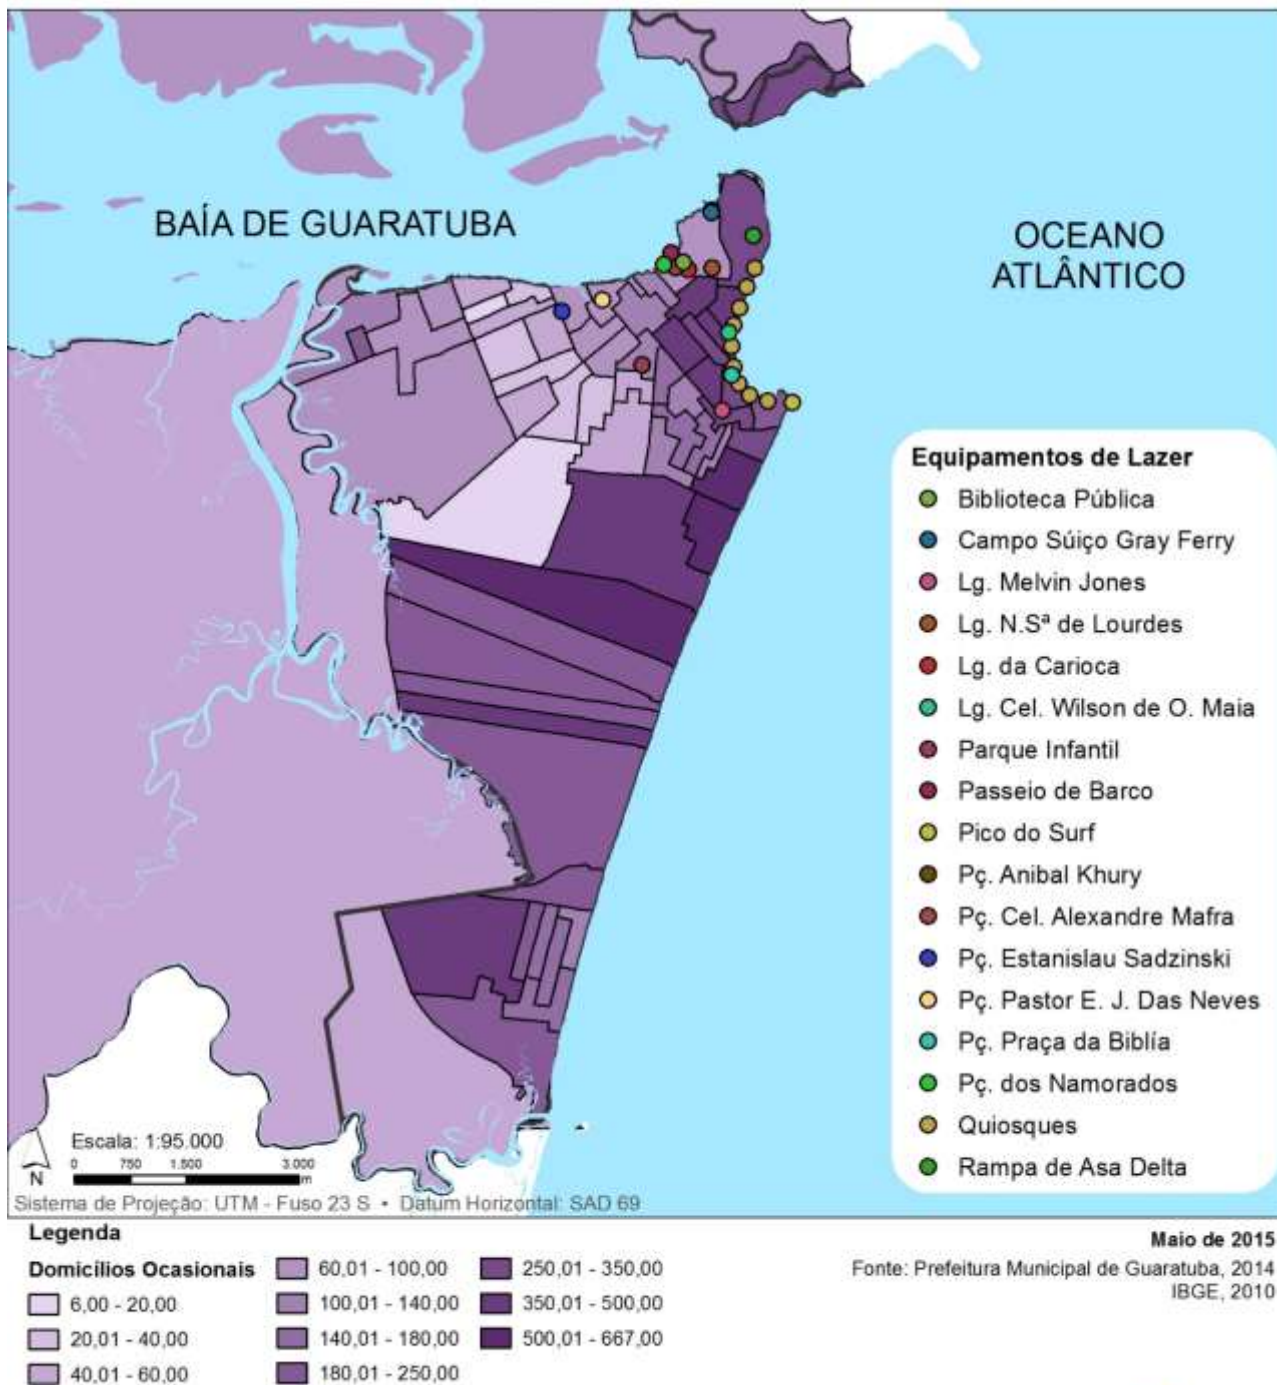 BAÍA DE GUARATUBA
OCEANO
ATLÂNTICO
Equipamentos de Lazer
Biblioteca Pública
Campo Súiço Gray Ferry
Lg. Melvin Jones
Lg. N.Sª de Lourdes
Lg. da Carioca
Lg. Cel. Wilson de O. Maia
Parque Infantil
Passeio de Barco
Pico do Surf
Pç. Anibal Khury
Pç. Cel. Alexandre Mafra
Pç. Estanislau Sadzinski
Pç. Pastor E. J. Das Neves
Pç. Praça da Biblía
Pç. dos Namorados
Quiosques
Rampa de Asa Delta
Escala: 1:95.000
0 750 1.500 3.000
m
N
Sistema de Projeção: UTM - Fuso 23 S • Datum Horizontal: SAD 69
Legenda
Domicílios Ocasionais
6,00 - 20,00
20,01 - 40,00
40,01 - 60,00
60,01 - 100,00
100,01 - 140,00
140,01 - 180,00
180,01 - 250,00
250,01 - 350,00
350,01 - 500,00
500,01 - 667,00
Maio de 2015
Fonte: Prefeitura Municipal de Guaratuba, 2014
IBGE, 2010